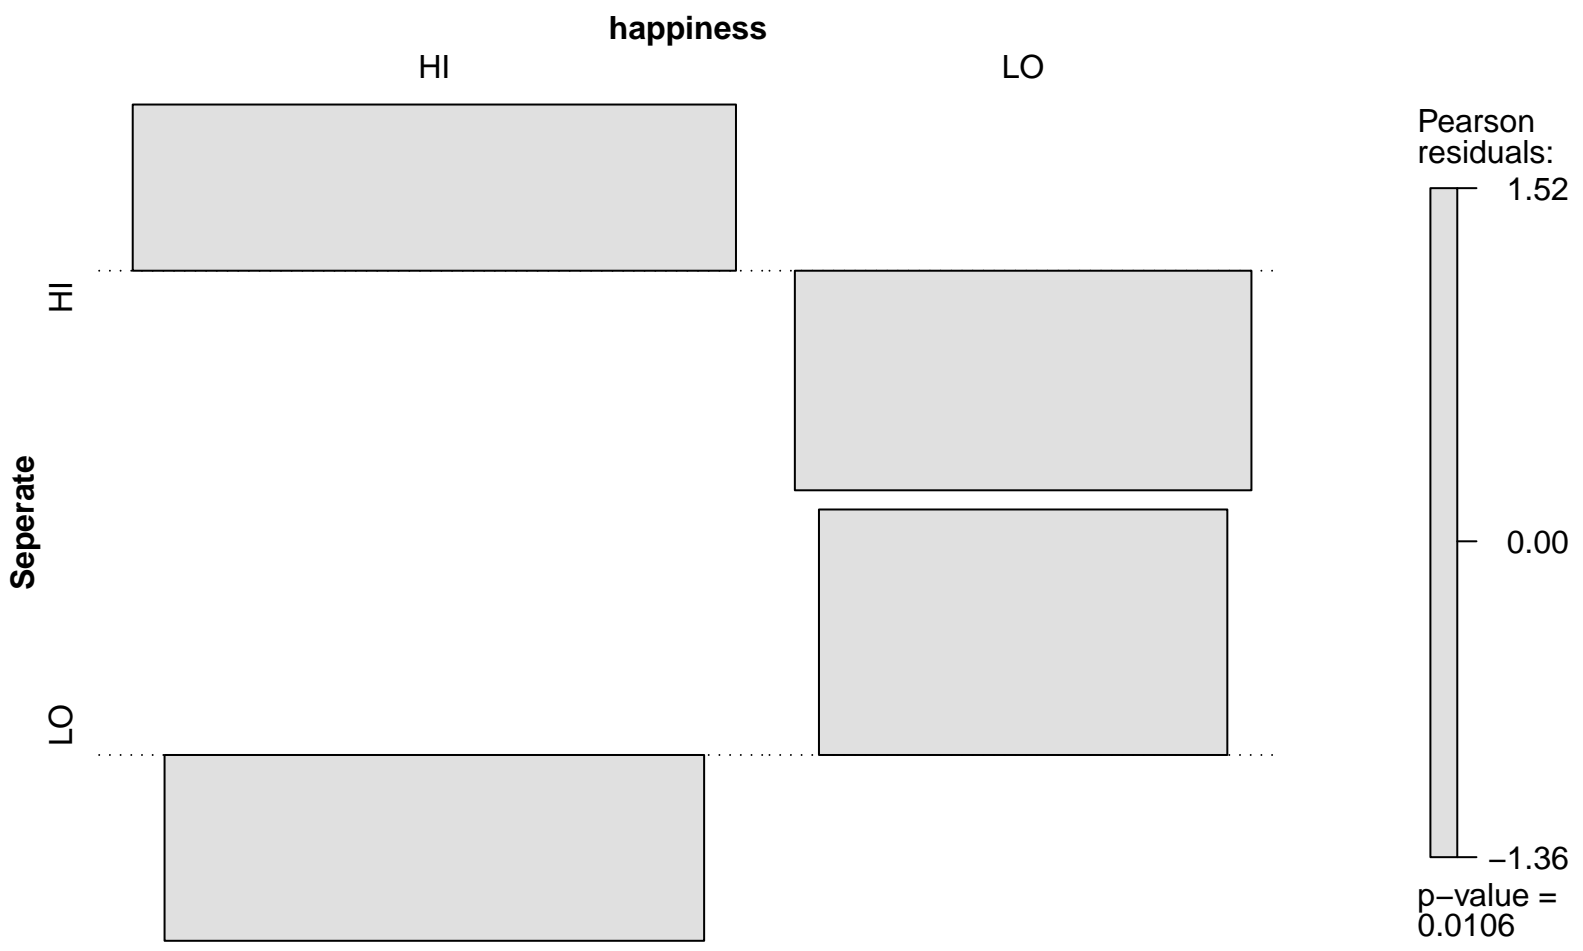 happiness
HI LO
Pearson
residuals:
1.52
HI
Seperate
0.00
LO
−1.36
p−value =
0.0106